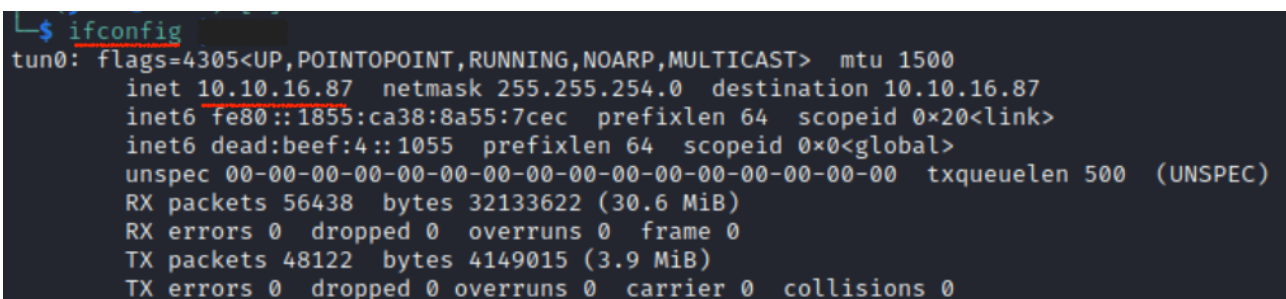 └─$ ifconfig
tun0: flags=4305<UP,POINTOPOINT,RUNNING,NOARP,MULTICAST>  mtu 1500
        inet 10.10.16.87  netmask 255.255.254.0  destination 10.10.16.87
        inet6 fe80::1855:ca38:8a55:7cec  prefixlen 64  scopeid 0×20<link>
        inet6 dead:beef:4::1055  prefixlen 64  scopeid 0×0<global>
        unspec 00-00-00-00-00-00-00-00-00-00-00-00-00-00-00-00  txqueuelen 500  (UNSPEC)
        RX packets 56438  bytes 32133622 (30.6 MiB)
        RX errors 0  dropped 0  overruns 0  frame 0
        TX packets 48122  bytes 4149015 (3.9 MiB)
        TX errors 0  dropped 0 overruns 0  carrier 0  collisions 0